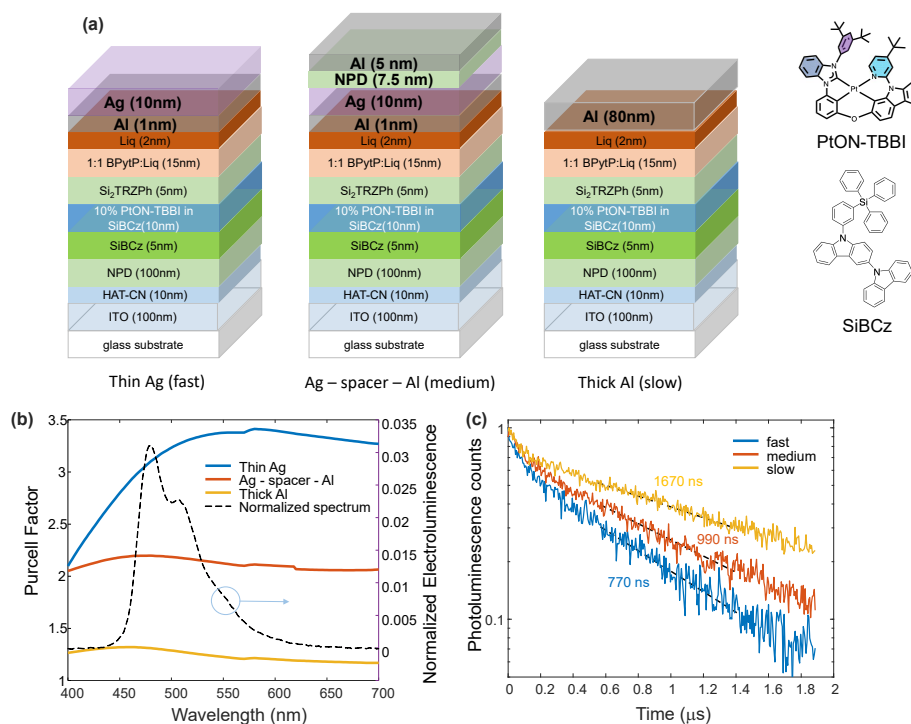 (a)
Ag (10nm)
Al (1nm)
Liq (2nm)
1:1 BPytP:Liq (15nm)
Si₂TRZPh (5nm)
10% PtON-TBBI in
SiBCz(10nm)
SiBCz (5nm)
NPD (100nm)
HAT-CN (10nm)
ITO (100nm)
glass substrate
Thin Ag (fast)
Al (5 nm)
NPD (7.5 nm)
Ag (10nm)
Al (1nm)
Liq (2nm)
1:1 BPytP:Liq (15nm)
Si₂TRZPh (5nm)
10% PtON-TBBI in
SiBCz(10nm)
SiBCz (5nm)
NPD (100nm)
HAT-CN (10nm)
ITO (100nm)
glass substrate
Ag – spacer – Al (medium)
Al (80nm)
Liq (2nm)
1:1 BPytP:Liq (15nm)
Si₂TRZPh (5nm)
10% PtON-TBBI in
SiBCz(10nm)
SiBCz (5nm)
NPD (100nm)
HAT-CN (10nm)
ITO (100nm)
glass substrate
Thick Al (slow)
N
N
N
N
Pt
O
PtON-TBBI
Si
N
N
SiBCz
(b)
Purcell Factor
3.5
3
2.5
2
1.5
1
400
450
500
550
600
650
700
Wavelength (nm)
0.035
0.03
0.0025
0.002
0.015
0.01
0.0005
0
Normalized Electroluminescence
Thin Ag
Ag - spacer - Al
Thick Al
Normalized spectrum
(c)
Photoluminescence counts
1
0.1
0
0.2
0.4
0.6
0.8
1
1.2
1.4
1.6
1.8
2
Time (μs)
fast
medium
slow
1670 ns
990 ns
770 ns